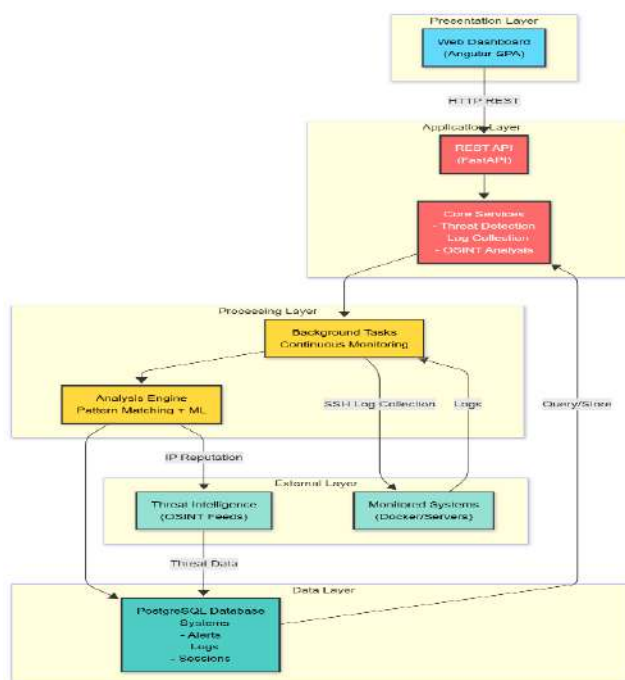 Presentation Layer
Web Dashboard
(Angular SPA)
HTTP REST
Application Layer
REST API
(FastAPI)
Core Services
- Threat Detection
Log Collection
- OSINT Analysis
Processing Layer
Background Tasks
Continuous Monitoring
Analysis Engine
Pattern Matching + ML
SSH Log Collection
Logs
Query/Store
IP Reputation
External Layer
Threat Intelligence
(OSINT Feeds)
Monitored Systems
(Docker/Servers)
Threat Data
Data Layer
PostgreSQL Database
Systems
- Alerts
Logs
- Sessions